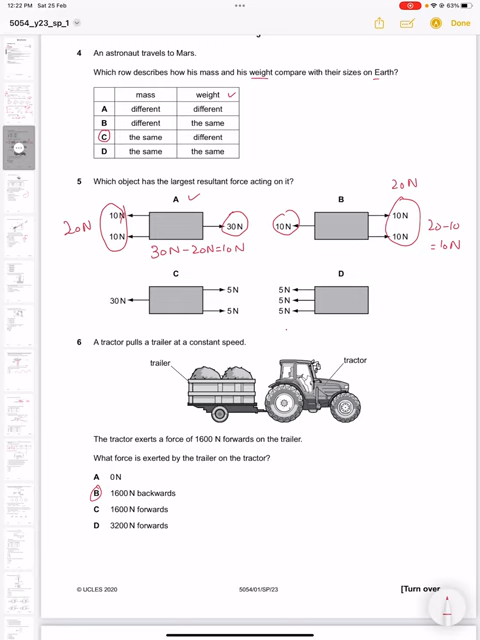 12:22 PM Sat 25 Feb
63%
5054_y23_sp_1
Done
4 An astronaut travels to Mars.
Which row describes how his mass and his weight compare with their sizes on Earth?
mass weight ✓
A different different
B different the same
C the same different
D the same the same
5 Which object has the largest resultant force acting on it?
20N
A ✓ B
10N 10N
20N 30N 10N 20-10
10N 10N =10N
30N-20N=10N
C D
5N 5N
30N 5N
5N 5N
6 A tractor pulls a trailer at a constant speed.
trailer tractor
The tractor exerts a force of 1600 N forwards on the trailer.
What force is exerted by the trailer on the tractor?
A 0N
B 1600N backwards
C 1600N forwards
D 3200N forwards
© UCLES 2020 5054/01/SP/23 [Turn over